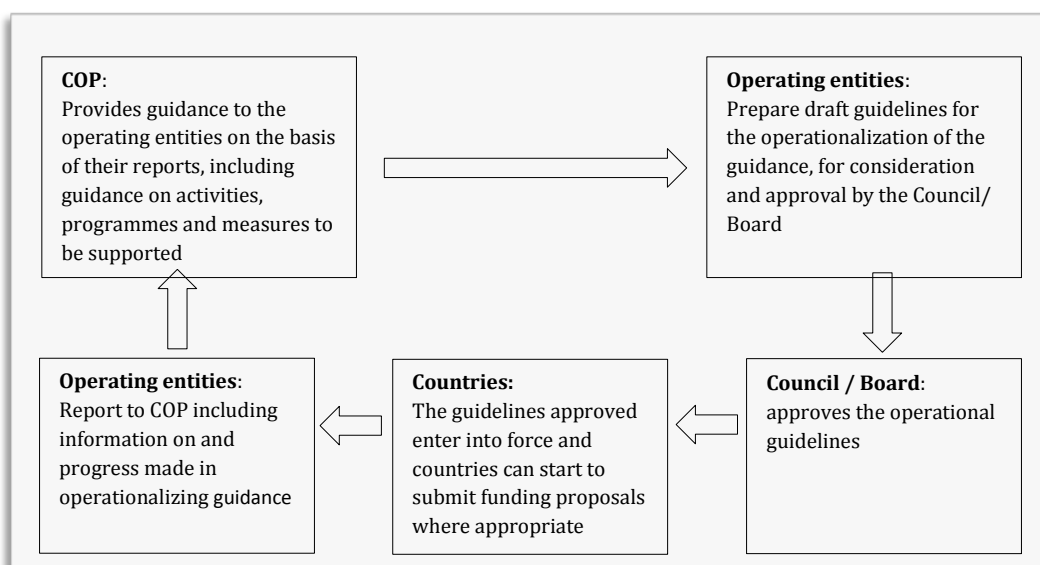 COP:
Provides guidance to the
operating entities on the basis
of their reports, including
guidance on activities,
programmes and measures to
be supported
Operating entities:
Prepare draft guidelines for
the operationalization of the
guidance, for consideration
and approval by the Council/
Board
Operating entities:
Report to COP including
information on and
progress made in
operationalizing guidance
Countries:
The guidelines approved
enter into force and
countries can start to
submit funding proposals
where appropriate
Council / Board:
approves the operational
guidelines